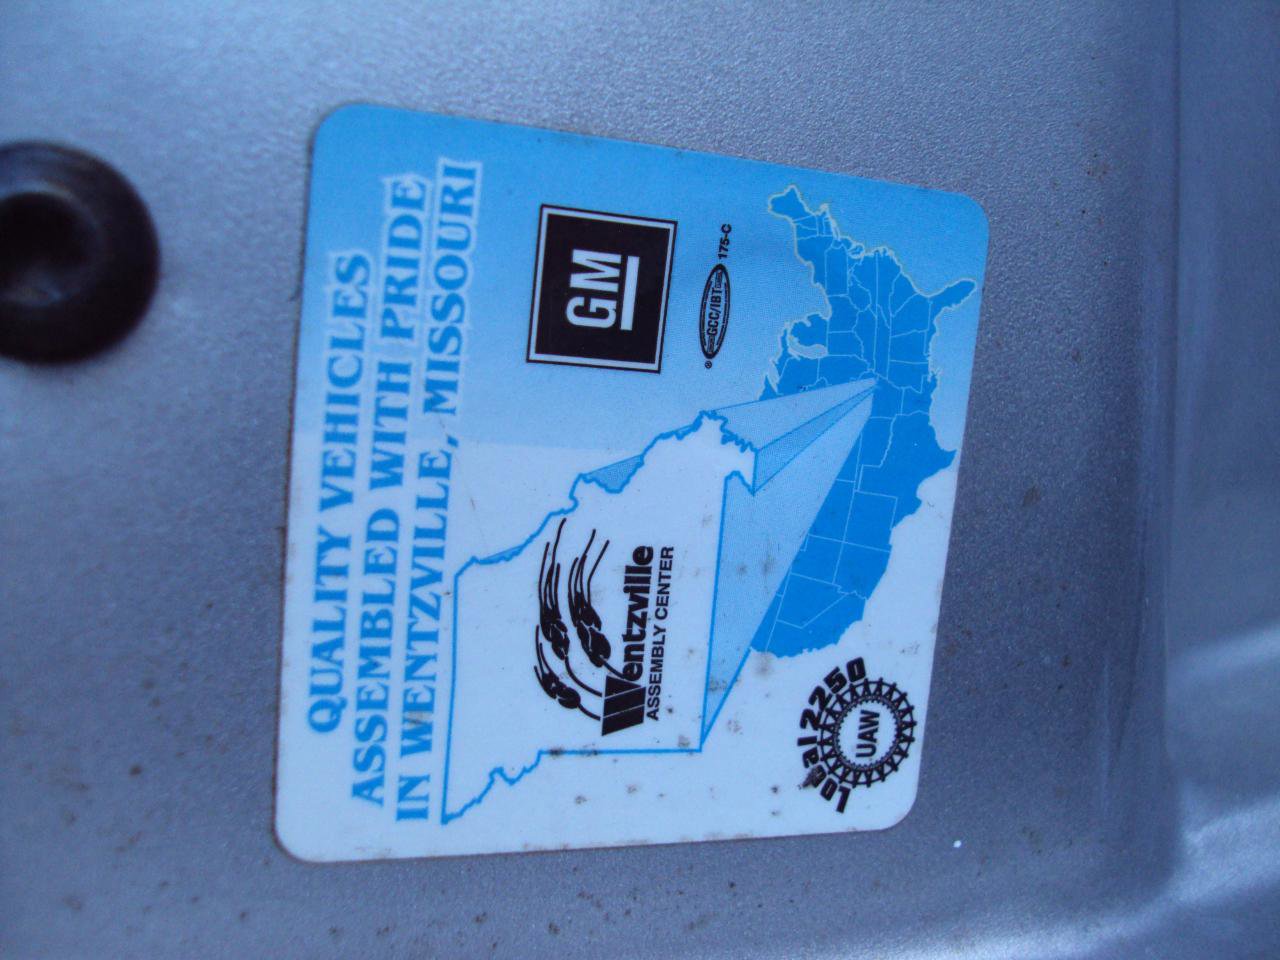 QUALITY VEHICLES
ASSEMBLED WITH PRIDE
IN WENTZVILLE, MISSOURI
GM
GCC/IBT 175-C
Wentzville
ASSEMBLY CENTER
Local 2250
UAW